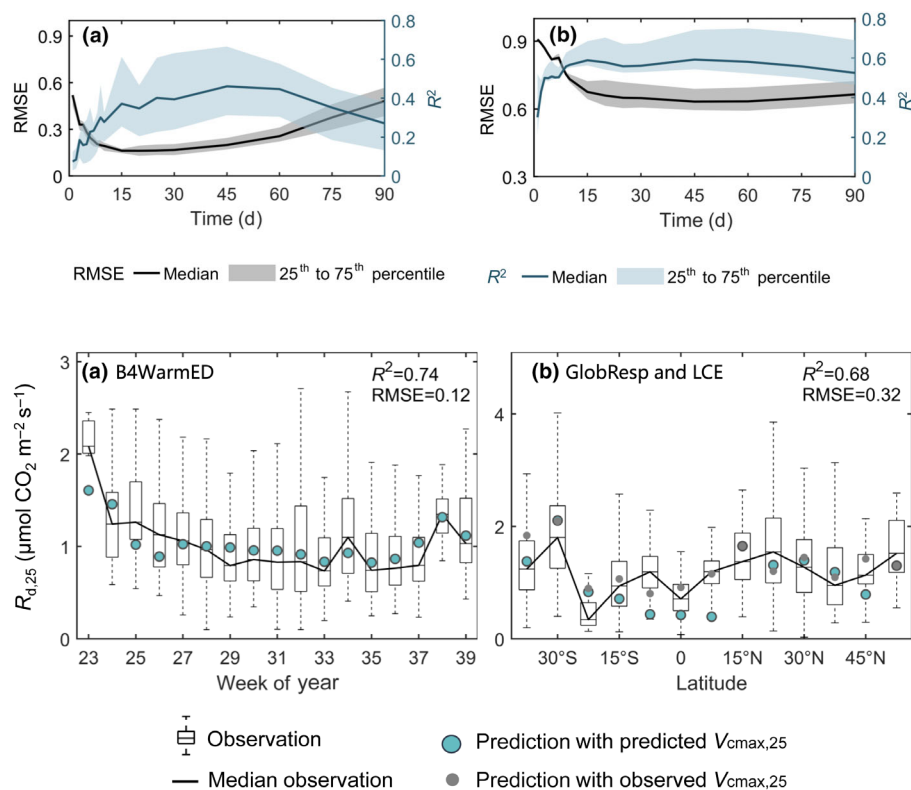 (a)
0.9
0.6
0.3
0
RMSE
0.8
0.6
0.4
0.2
0
R²
0 15 30 45 60 75 90
Time (d)
(b)
0.9
0.6
0.3
RMSE
0.8
0.6
0.4
0.2
0
R²
0 15 30 45 60 75 90
Time (d)
RMSE Median 25th to 75th percentile R² Median 25th to 75th percentile
(a) B4WarmED
R²=0.74
RMSE=0.12
3
2
1
0
Rd,25 (μmol CO2 m−2 s−1)
23 25 27 29 31 33 35 37 39
Week of year
(b) GlobResp and LCE
R²=0.68
RMSE=0.32
4
2
0
30°S 15°S 0 15°N 30°N 45°N
Latitude
Observation
Median observation
Prediction with predicted Vcmax,25
Prediction with observed Vcmax,25